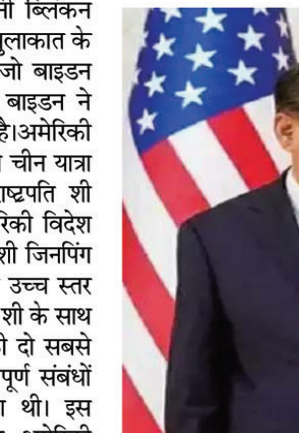 नी ब्लिंकन
लाकात के
जो बाइडन
बाइडन ने
है।अमेरिकी
चीन यात्रा
ष्ट्रपति शी
रिकी विदेश
शी जिनपिंग
उच्च स्तर
शी के साथ
दो सबसे
पूर्ण संबंधों
थी। इस